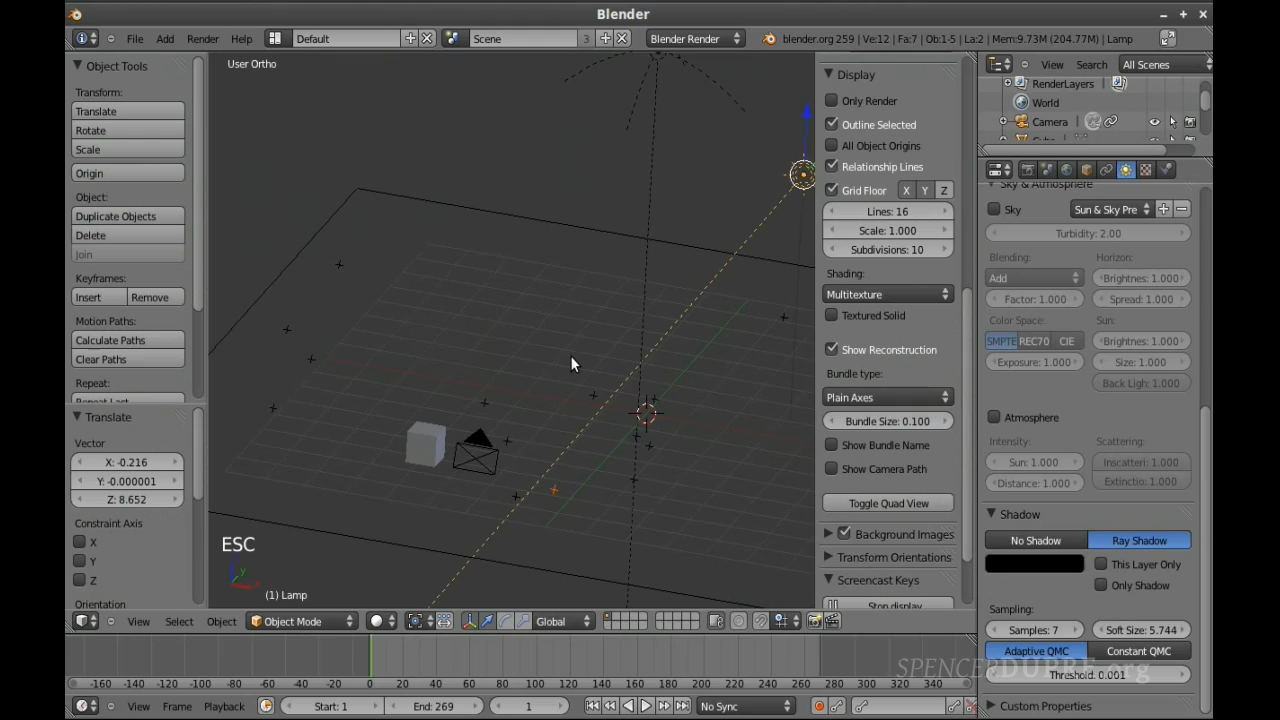 Blender
File Add Render Help Default Scene 3 Blender Render blender.org 259 | Ve:12 | Fa:7 | Ob:1-5 | La:2 | Mem:9.73M (204.77M) | Lamp
Object Tools
Transform:
Translate
Rotate
Scale
Origin
Object:
Duplicate Objects
Delete
Join
Keyframes:
Insert Remove
Motion Paths:
Calculate Paths
Clear Paths
Repeat:
Repeat Last
Translate
Vector
X: -0.216
Y: -0.000001
Z: 8.652
Constraint Axis
X
Y
Z
Orientation
User Ortho
ESC
(1) Lamp
Display
Only Render
Outline Selected
All Object Origins
Relationship Lines
Grid Floor X Y Z
Lines: 16
Scale: 1.000
Subdivisions: 10
Shading:
Multitexture
Textured Solid
Show Reconstruction
Bundle type:
Plain Axes
Bundle Size: 0.100
Show Bundle Name
Show Camera Path
Toggle Quad View
Background Images
Transform Orientations
Screencast Keys
Stop display
View Search All Scenes
RenderLayers
World
Camera
Sky & Atmosphere
Sky Sun & Sky Pre
Turbidity: 2.00
Blending: Horizon:
Add Brightnes: 1.000
Factor: 1.000 Spread: 1.000
Color Space: Sun:
SMPTE REC70 CIE Brightnes: 1.000
Exposure: 1.000 Size: 1.000
Back Ligh: 1.000
Atmosphere
Intensity: Scattering:
Sun: 1.000 Inscatteri: 1.000
Distance: 1.000 Extinctio: 1.000
Shadow
No Shadow Ray Shadow
This Layer Only
Only Shadow
Sampling:
Samples: 7 Soft Size: 5.744
Adaptive QMC Constant QMC
Threshold: 0.001
Custom Properties
View Select Object Object Mode Global
-160 -140 -120 -100 -80 -60 -40 -20 0 20 40 60 80 100 120 140 160 180 200 220 240 260 280 300 320 340
View Frame Playback Start: 1 End: 269 1 No Sync
SPENCER DUPRE.org